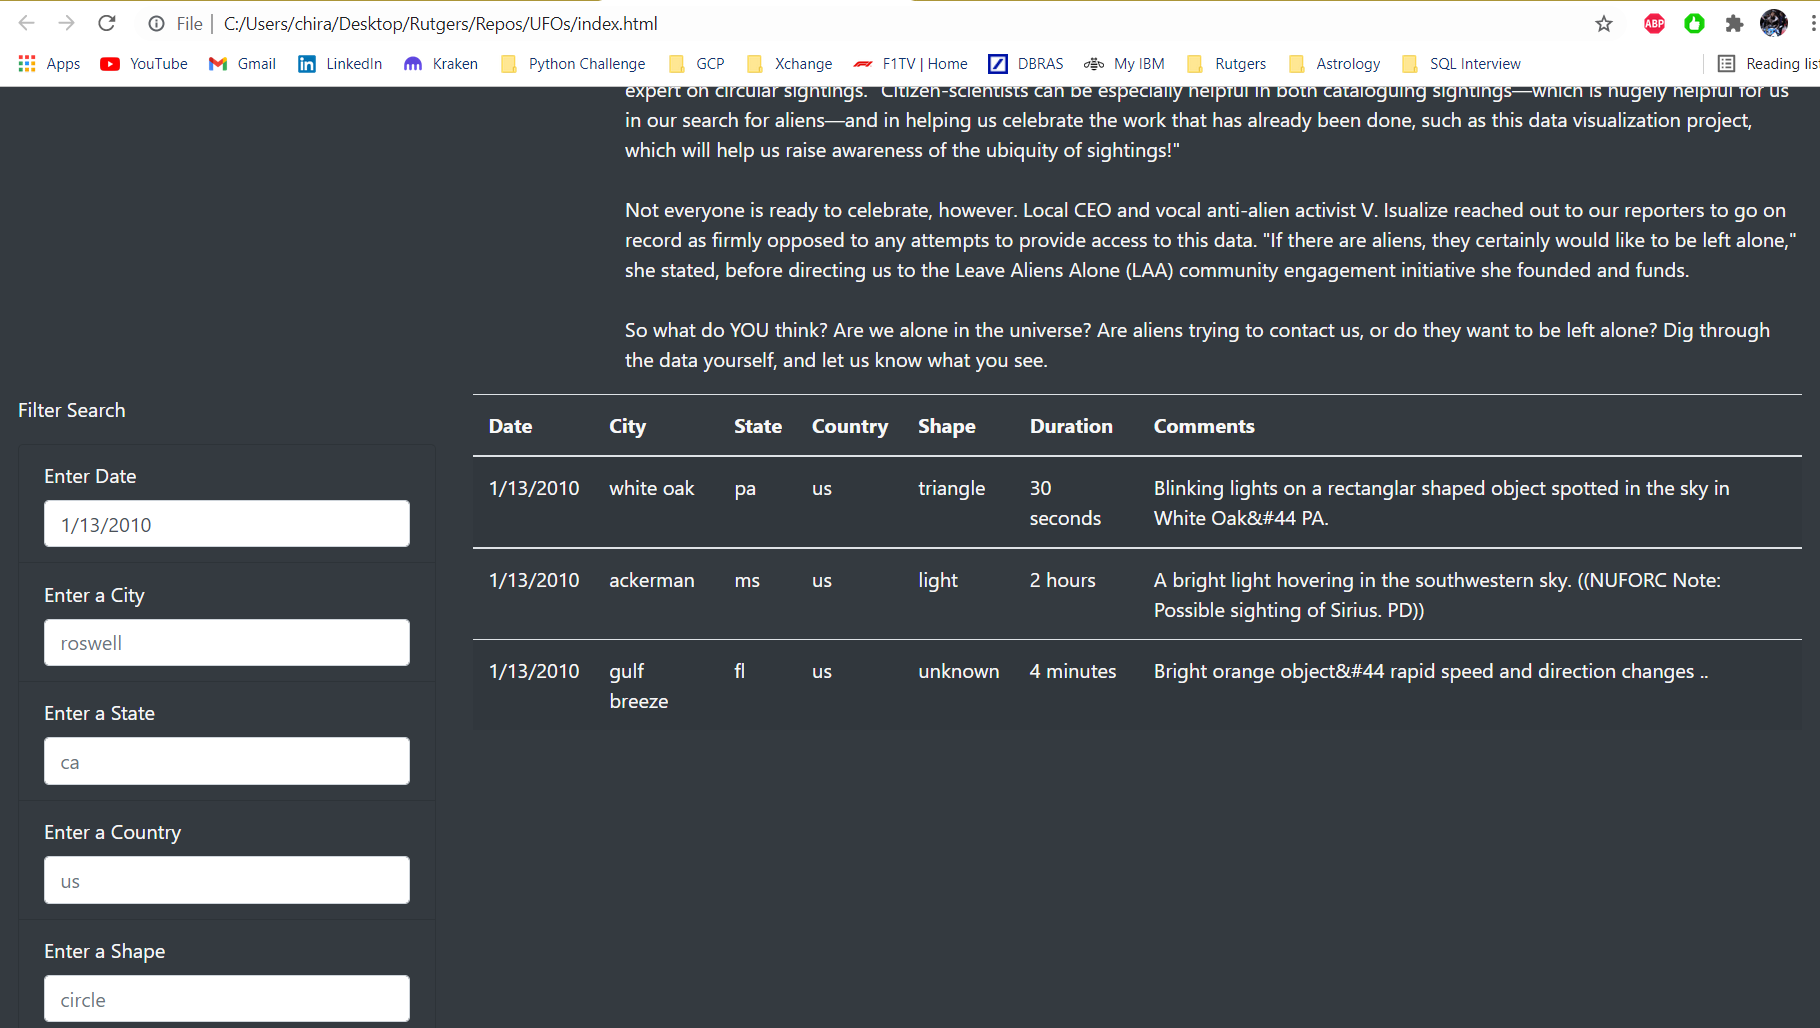 File | C:/Users/chira/Desktop/Rutgers/Repos/UFOs/index.html
ABP
Apps YouTube Gmail LinkedIn Kraken Python Challenge GCP Xchange F1TV | Home DBRAS My IBM Rutgers Astrology SQL Interview Reading list
expert on circular sightings. "Citizen-scientists can be especially helpful in both cataloguing sightings—which is hugely helpful for us
in our search for aliens—and in helping us celebrate the work that has already been done, such as this data visualization project,
which will help us raise awareness of the ubiquity of sightings!"
Not everyone is ready to celebrate, however. Local CEO and vocal anti-alien activist V. Isualize reached out to our reporters to go on
record as firmly opposed to any attempts to provide access to this data. "If there are aliens, they certainly would like to be left alone,"
she stated, before directing us to the Leave Aliens Alone (LAA) community engagement initiative she founded and funds.
So what do YOU think? Are we alone in the universe? Are aliens trying to contact us, or do they want to be left alone? Dig through
the data yourself, and let us know what you see.
Filter Search
Enter Date
1/13/2010
Enter a City
roswell
Enter a State
ca
Enter a Country
us
Enter a Shape
circle
Date City State Country Shape Duration Comments
1/13/2010 white oak pa us triangle 30 Blinking lights on a rectanglar shaped object spotted in the sky in
seconds White Oak&#44 PA.
1/13/2010 ackerman ms us light 2 hours A bright light hovering in the southwestern sky. ((NUFORC Note:
Possible sighting of Sirius. PD))
1/13/2010 gulf fl us unknown 4 minutes Bright orange object&#44 rapid speed and direction changes ..
breeze